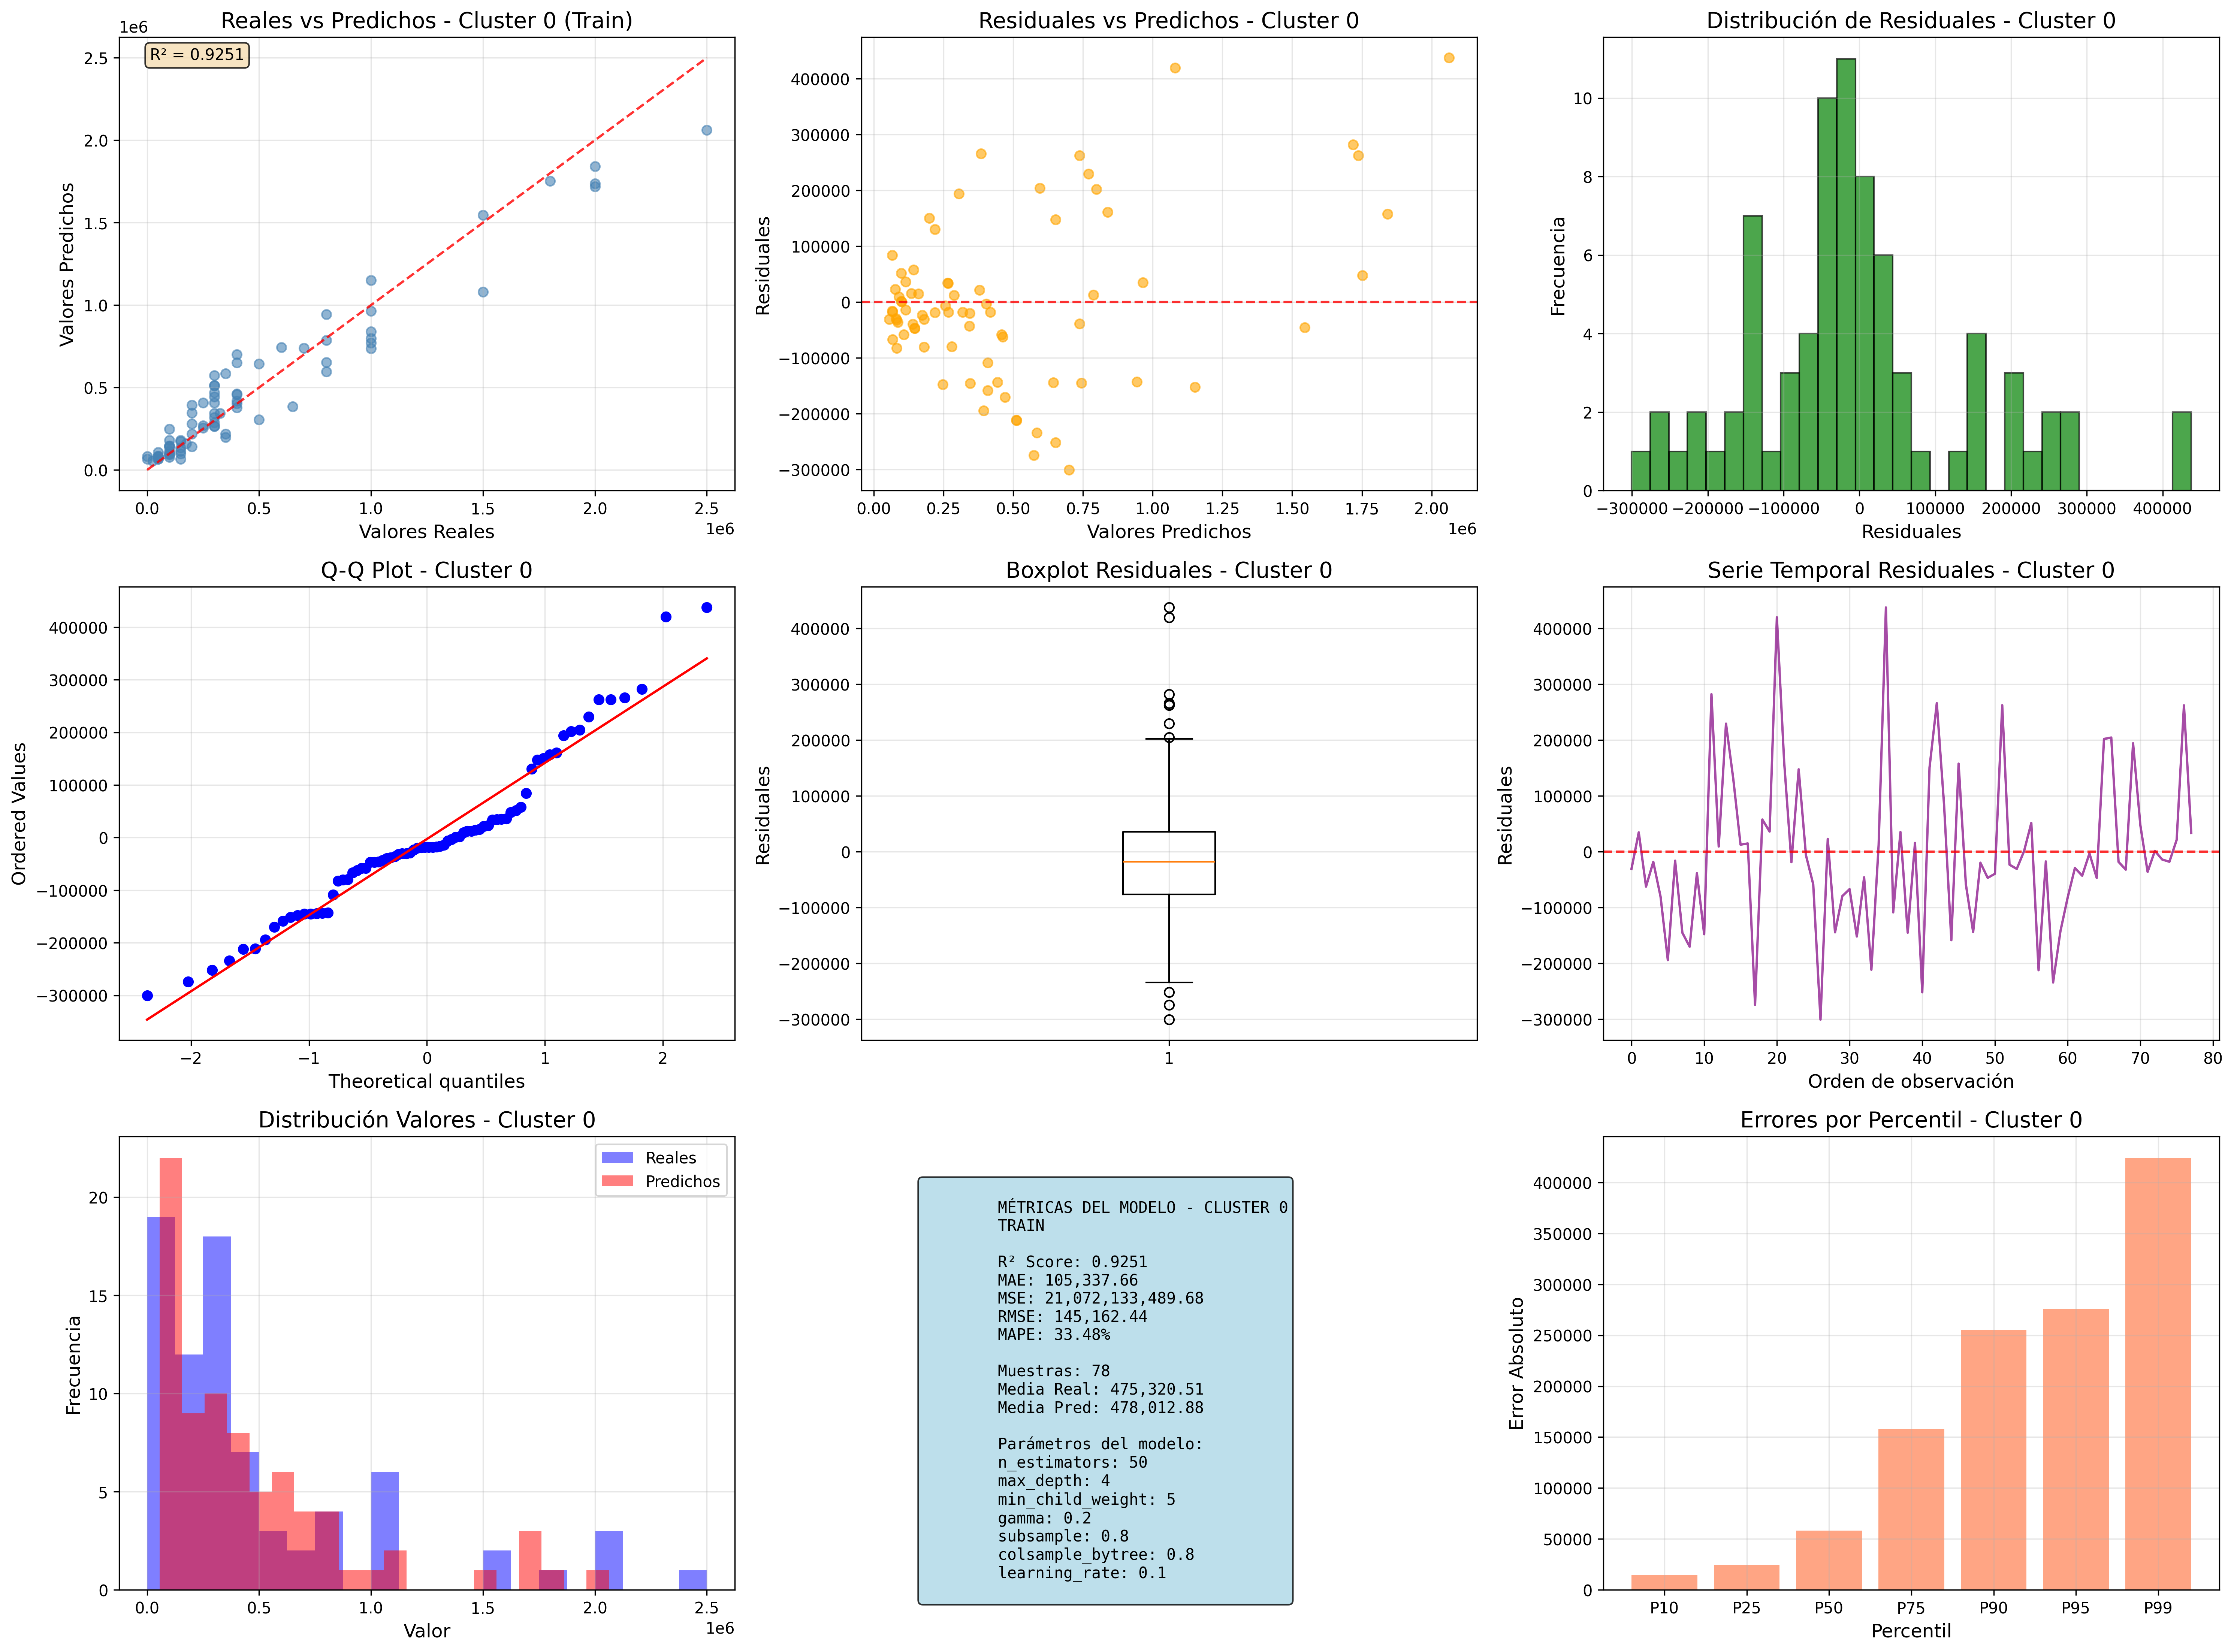 Reales vs Predichos - Cluster 0 (Train)
1e6
R² = 0.9251
2.5
2.0
1.5
1.0
0.5
0.0
Valores Predichos
0.0 0.5 1.0 1.5 2.0 2.5
1e6
Valores Reales
Residuales vs Predichos - Cluster 0
400000
300000
200000
100000
0
−100000
−200000
−300000
Residuales
0.00 0.25 0.50 0.75 1.00 1.25 1.50 1.75 2.00
1e6
Valores Predichos
Distribución de Residuales - Cluster 0
10
8
6
4
2
0
Frecuencia
−300000 −200000 −100000 0 100000 200000 300000 400000
Residuales
Q-Q Plot - Cluster 0
400000
300000
200000
100000
0
−100000
−200000
−300000
Ordered Values
−2 −1 0 1 2
Theoretical quantiles
Boxplot Residuales - Cluster 0
400000
300000
200000
100000
0
−100000
−200000
−300000
Residuales
1
Serie Temporal Residuales - Cluster 0
400000
300000
200000
100000
0
−100000
−200000
−300000
Residuales
0 10 20 30 40 50 60 70 80
Orden de observación
Distribución Valores - Cluster 0
Reales
Predichos
20
15
10
5
0
Frecuencia
0.0 0.5 1.0 1.5 2.0 2.5
1e6
Valor
MÉTRICAS DEL MODELO - CLUSTER 0
TRAIN
R² Score: 0.9251
MAE: 105,337.66
MSE: 21,072,133,489.68
RMSE: 145,162.44
MAPE: 33.48%
Muestras: 78
Media Real: 475,320.51
Media Pred: 478,012.88
Parámetros del modelo:
n_estimators: 50
max_depth: 4
min_child_weight: 5
gamma: 0.2
subsample: 0.8
colsample_bytree: 0.8
learning_rate: 0.1
Errores por Percentil - Cluster 0
400000
350000
300000
250000
200000
150000
100000
50000
0
Error Absoluto
P10 P25 P50 P75 P90 P95 P99
Percentil